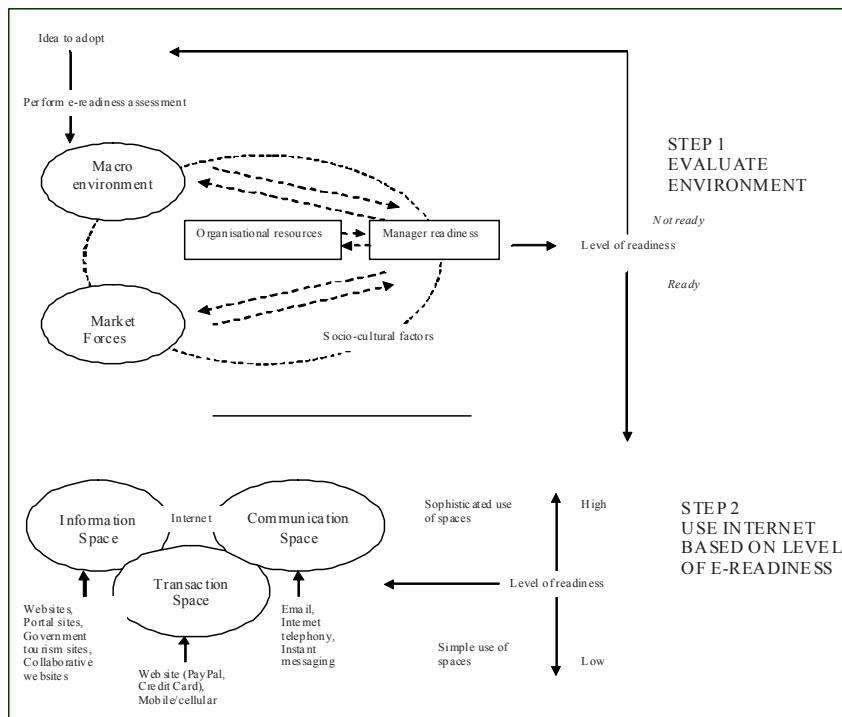 Idea to adopt
Perform e-readiness assessment
STEP 1
EVALUATE
ENVIRONMENT
Macro
environment
Not ready
Organisational resources
Manager readiness
Level of readiness
Ready
Market
Forces
Socio-cultural factors
Information
Space
Internet
Communication
Space
Sophisticated use
of spaces
High
STEP 2
USE INTERNET
BASED ON LEVEL
OF E-READINESS
Transaction
Space
Level of readiness
Websites,
Portal sites,
Government
tourism sites,
Collaborative
websites
Email,
Internet
telephony,
Instant
messaging
Simple use of
spaces
Low
Website (PayPal,
Credit Card),
Mobile/cellular